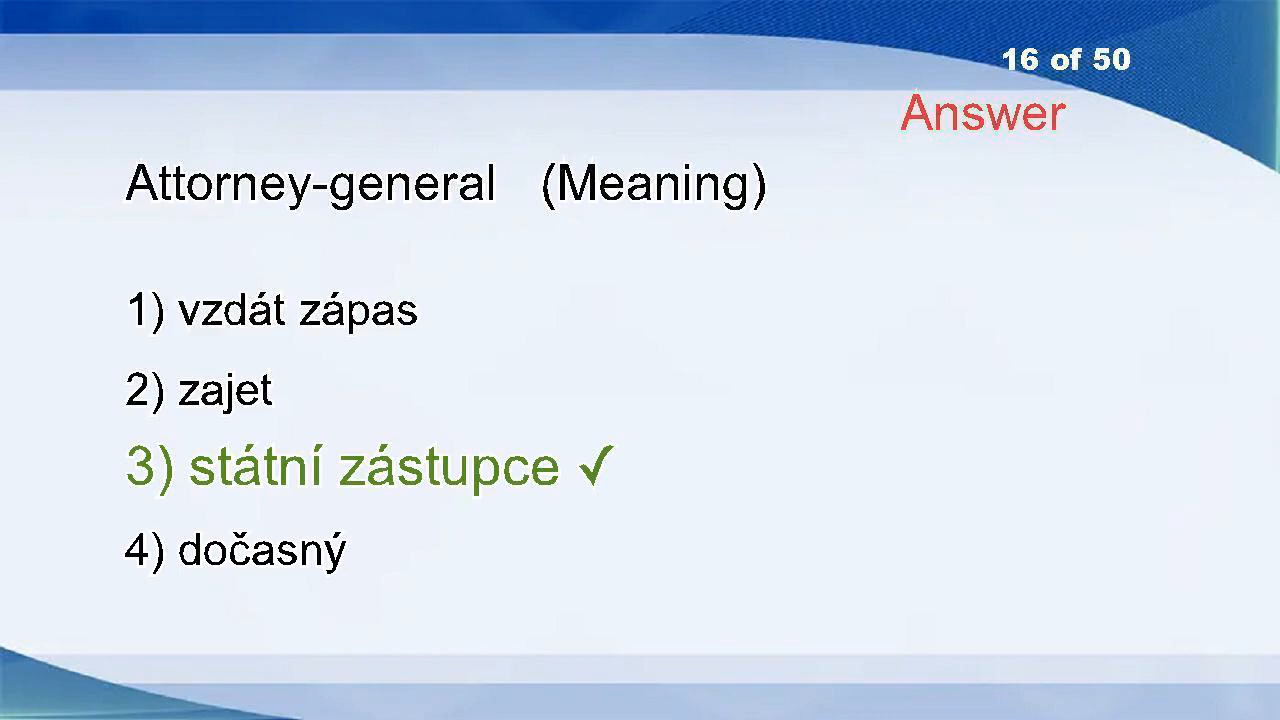 16 of 50
Answer
Attorney-general (Meaning)
1) vzdát zápas
2) zajet
3) státní zástupce ✓
4) dočasný